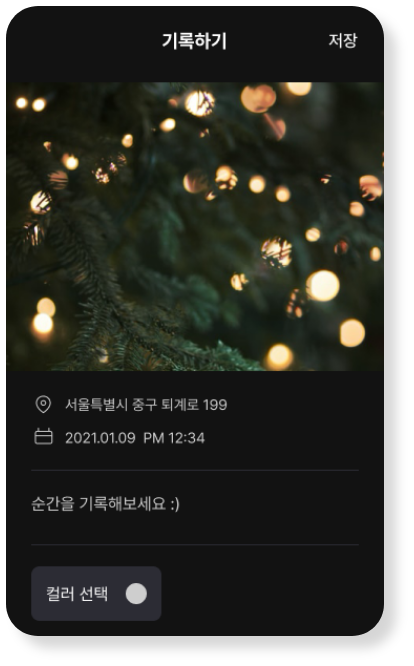 기록하기
저장
서울특별시 중구 퇴계로 199
2021.01.09 PM 12:34
순간을 기록해보세요 :)
컬러 선택